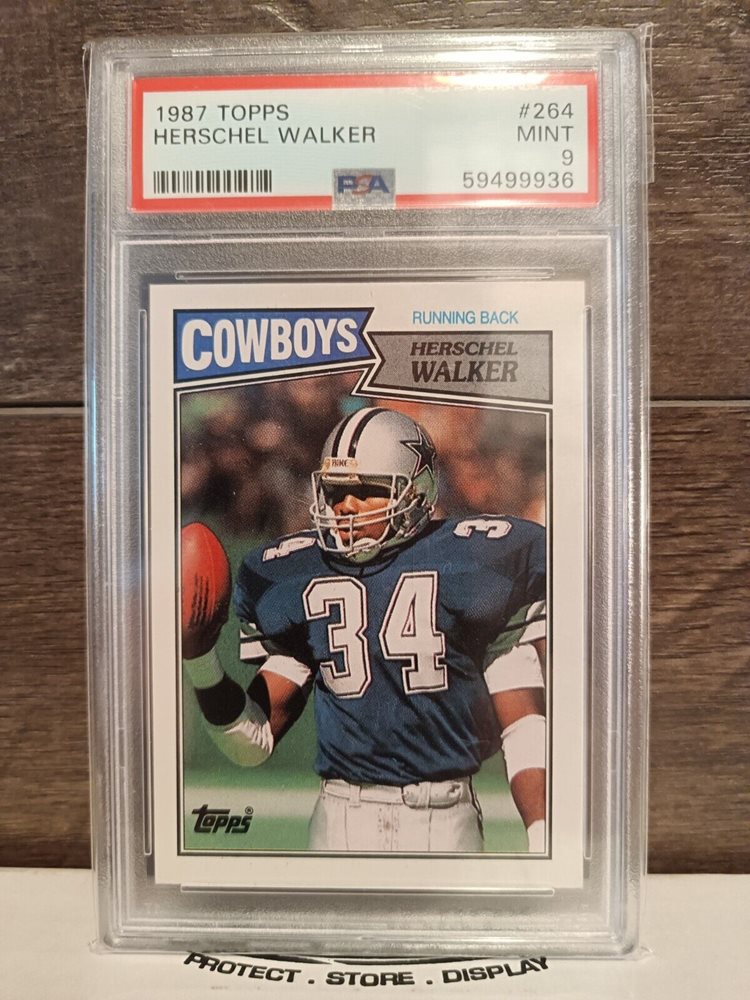 1987 TOPPS #264
HERSCHEL WALKER MINT
9
PSA 59499936
COWBOYS
RUNNING BACK
HERSCHEL
WALKER
BIKE
34
34
34
topps®
PROTECT . STORE . DISPLAY